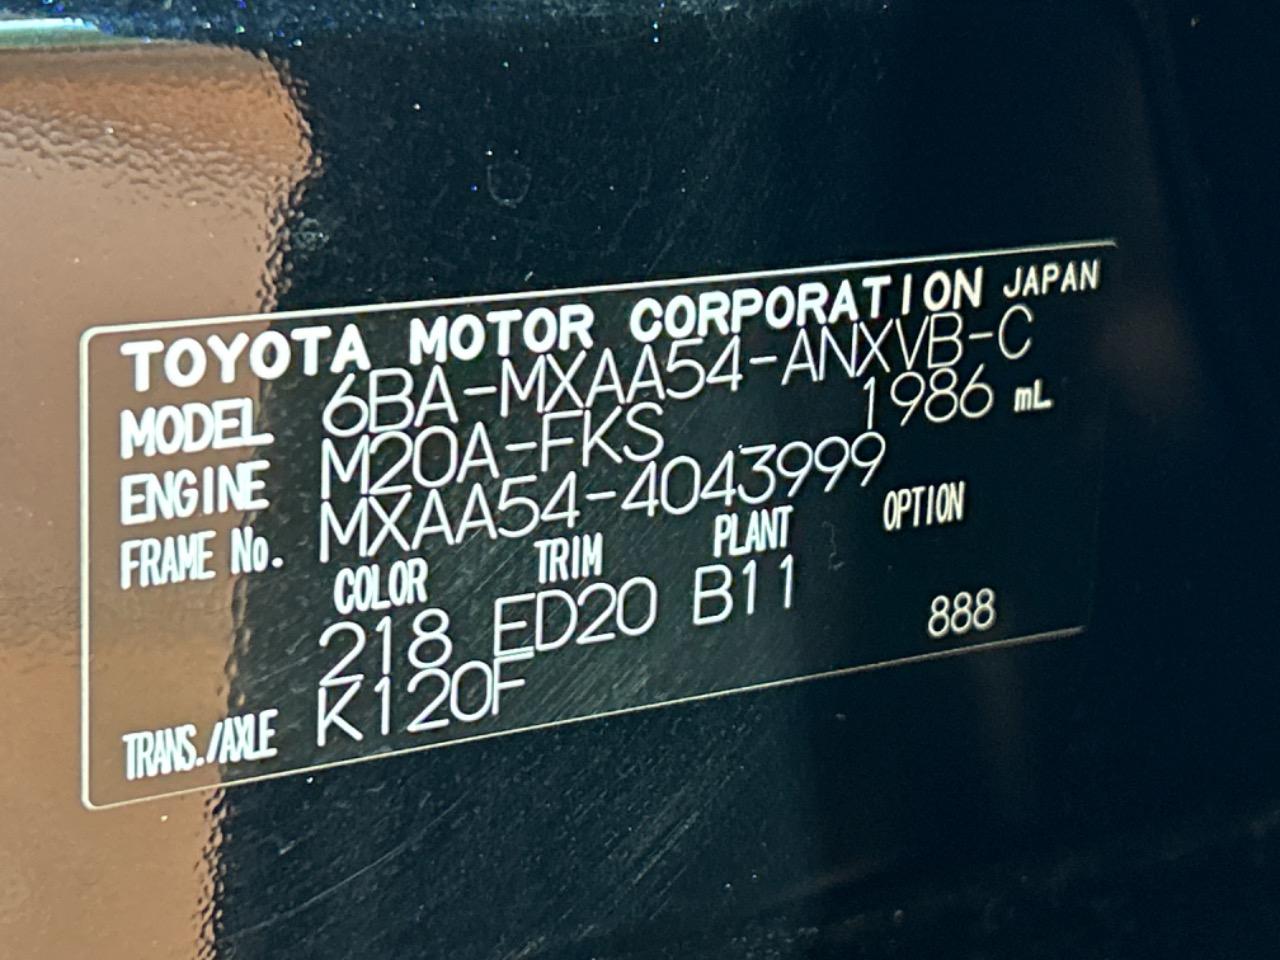 TOYOTA MOTOR CORPORATION JAPAN
MODEL 6BA-MXAA54-ANXVB-C
ENGINE M20A-FKS 1986 mL
FRAME No. MXAA54-4043999
COLOR TRIM PLANT OPTION
218 ED20 B11
888
TRANS./AXLE K120F